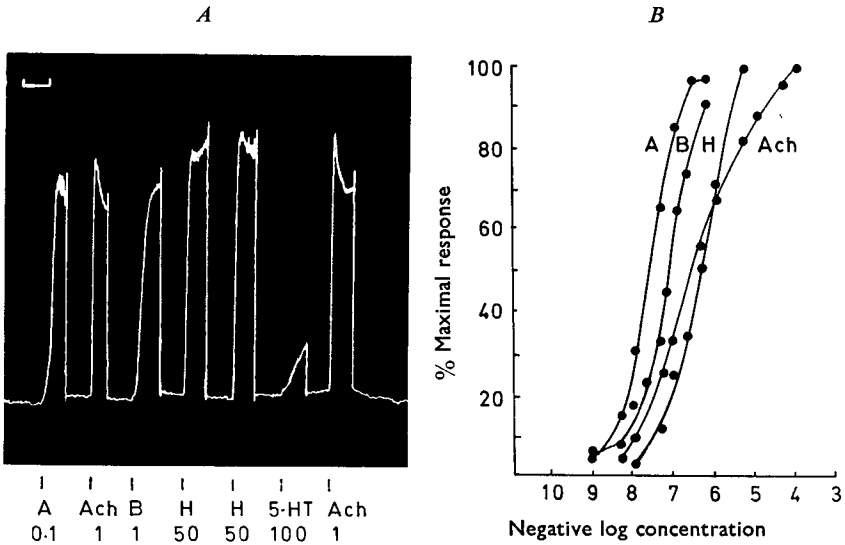 A
B
A Ach B H H 5-HT Ach
0·1 1 1 50 50 100 1
% Maximal response
100
80
60
40
20
A B H Ach
10 9 8 7 6 5 4 3
Negative log concentration